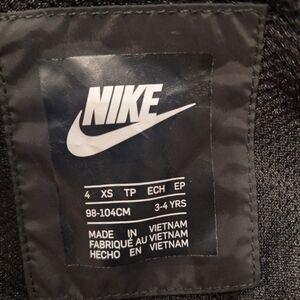 NIKE
4 XS TP ECH EP
98-104CM 3-4 YRS
MADE IN VIETNAM
FABRIQUÉ AU VIETNAM
HECHO EN VIETNAM